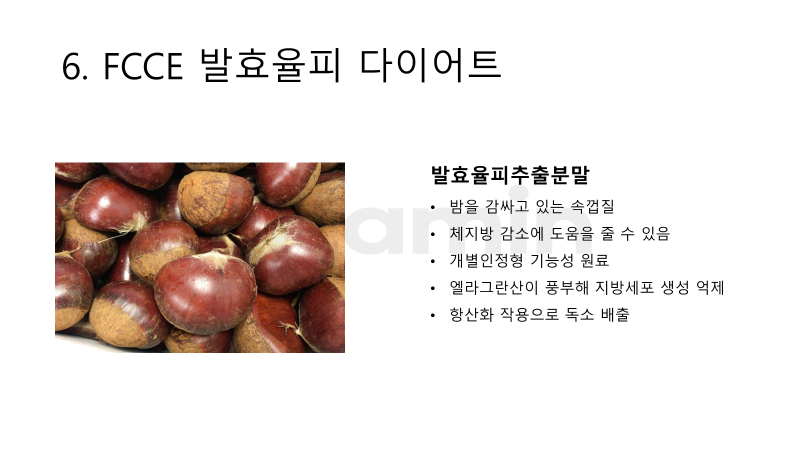 6. FCCE 발효율피 다이어트
발효율피추출분말
• 밤을 감싸고 있는 속껍질
• 체지방 감소에 도움을 줄 수 있음
• 개별인정형 기능성 원료
• 엘라그란산이 풍부해 지방세포 생성 억제
• 항산화 작용으로 독소 배출
amin